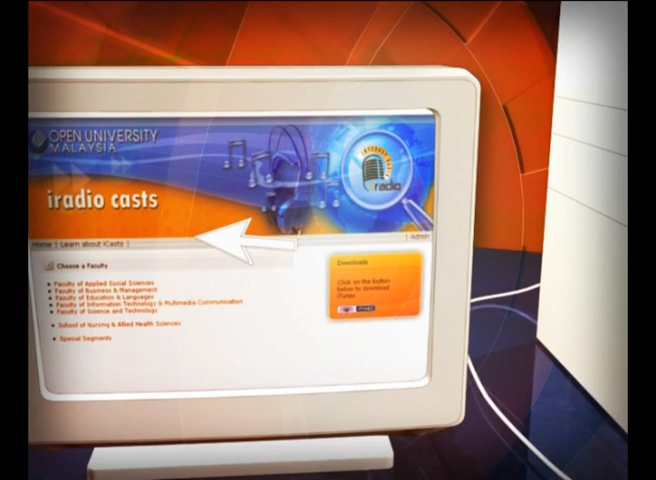 OPEN UNIVERSITY
MALAYSIA
iradio
iradio casts
Home | Learn about iCasts |
| Admin
Choose a Faculty
Faculty of Applied Social Sciences
Faculty of Business & Management
Faculty of Education & Languages
Faculty of Information Technology & Multimedia Communication
Faculty of Science and Technology
School of Nursing & Allied Health Sciences
Special Segments
Downloads
Click on the button
below to download
iTunes